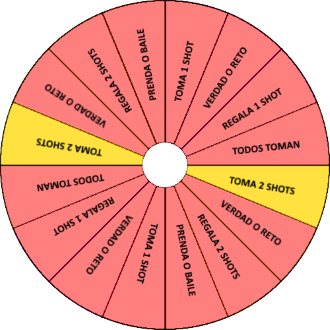 TOMA 1 SHOT
VERDAD O RETO
REGALA 1 SHOT
TODOS TOMAN
TOMA 2 SHOTS
VERDAD O RETO
REGALA 2 SHOTS
PRENDA O BAILE
TOMA 1 SHOT
VERDAD O RETO
REGALA 1 SHOT
TODOS TOMAN
TOMA 2 SHOTS
VERDAD O RETO
REGALA 2 SHOTS
PRENDA O BAILE